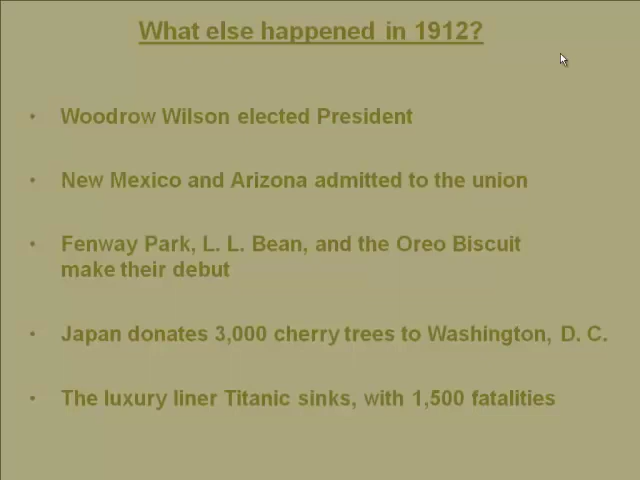 What else happened in 1912?
• Woodrow Wilson elected President
• New Mexico and Arizona admitted to the union
• Fenway Park, L. L. Bean, and the Oreo Biscuit
make their debut
• Japan donates 3,000 cherry trees to Washington, D. C.
• The luxury liner Titanic sinks, with 1,500 fatalities